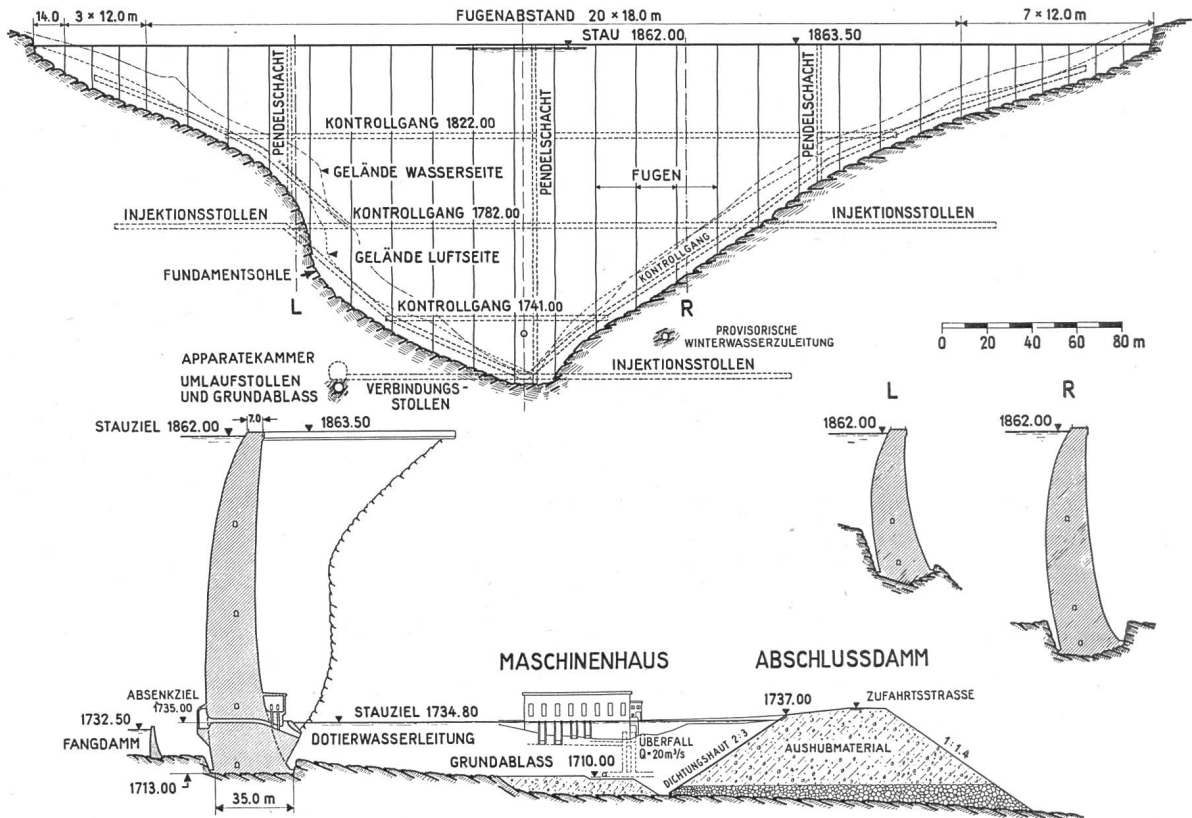 14.0 3 × 12.0 m FUGENABSTAND 20 × 18.0 m 7 × 12.0 m
STAU 1862.00 1863.50
PENDELSCHACHT
PENDELSCHACHT
PENDELSCHACHT
KONTROLLGANG 1822.00
GELÄNDE WASSERSEITE
FUGEN
INJEKTIONSSTOLLEN KONTROLLGANG 1782.00 INJEKTIONSSTOLLEN
GELÄNDE LUFTSEITE
KONTROLLGANG
FUNDAMENTSOHLE
L KONTROLLGANG 1741.00 R
PROVISORISCHE
WINTERWASSERZULEITUNG
0 20 40 60 80 m
APPARATEKAMMER
INJEKTIONSSTOLLEN
UMLAUFSTOLLEN
UND GRUNDABLASS
VERBINDUNGS-
STOLLEN
L R
7.0
STAUZIEL 1862.00 1863.50
1862.00 1862.00
MASCHINENHAUS ABSCHLUSSDAMM
ABSENKZIEL
1735.00
1732.50
FANGDAMM
STAUZIEL 1734.80
DOTIERWASSERLEITUNG
1737.00 ZUFAHRTSSTRASSE
ÜBERFALL
Q=20m³/s
GRUNDABLASS 1710.00
DICHTUNGSHAUT 2:3
AUSHUBMATERIAL
1:1.4
1713.00
35.0 m